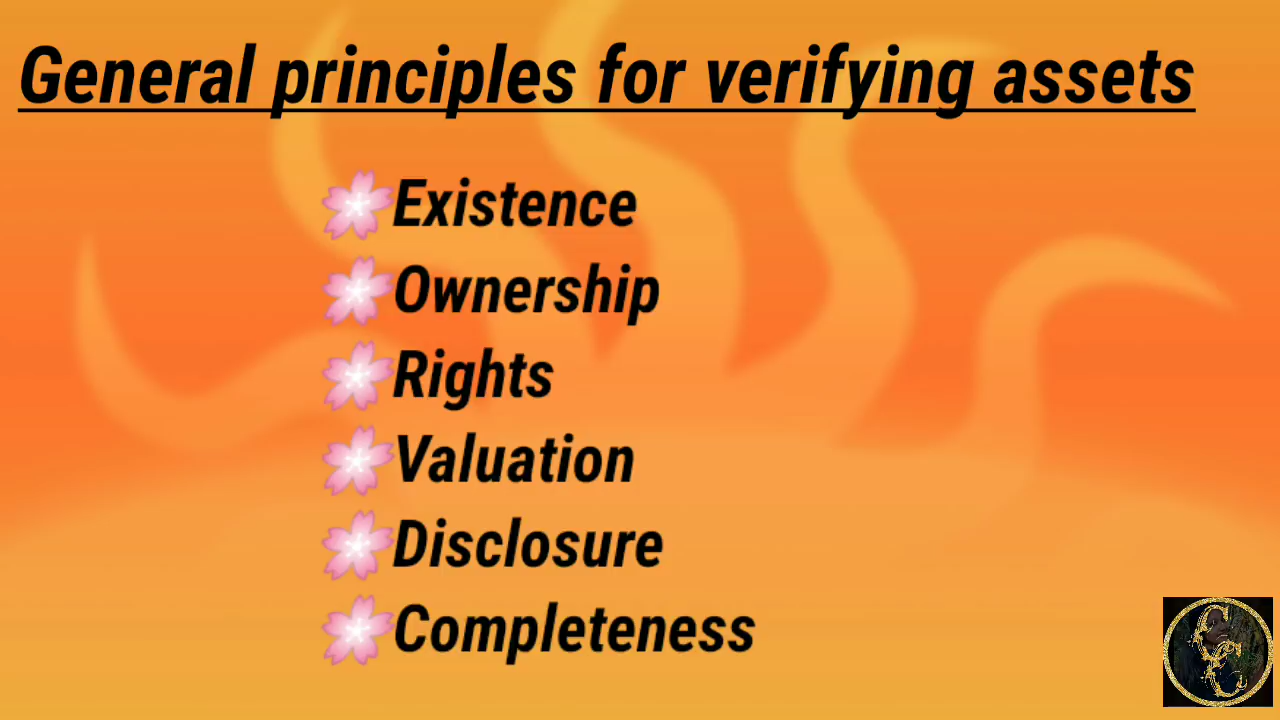 General principles for verifying assets
🌸Existence
🌸Ownership
🌸Rights
🌸Valuation
🌸Disclosure
🌸Completeness